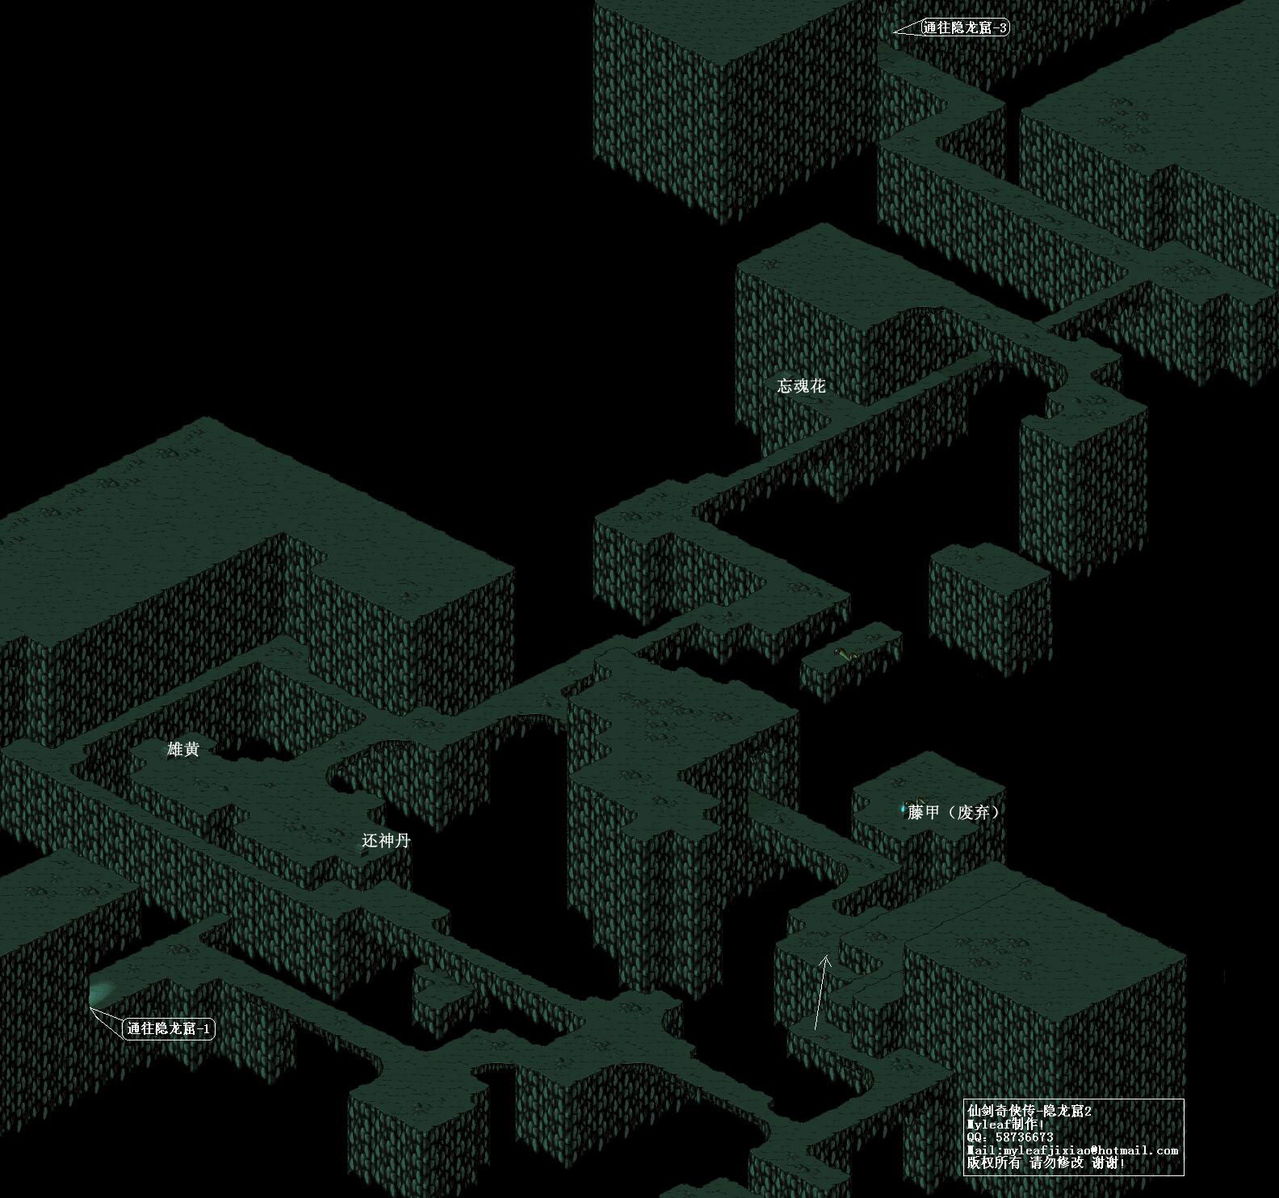 通往隐龙窟-3
忘魂花
雄黄
藤甲（废弃）
还神丹
通往隐龙窟-1
仙剑奇侠传-隐龙窟2
Myleaf制作!
QQ: 58736673
Mail:myleafjixiao@hotmail.com
版权所有 请勿修改 谢谢!